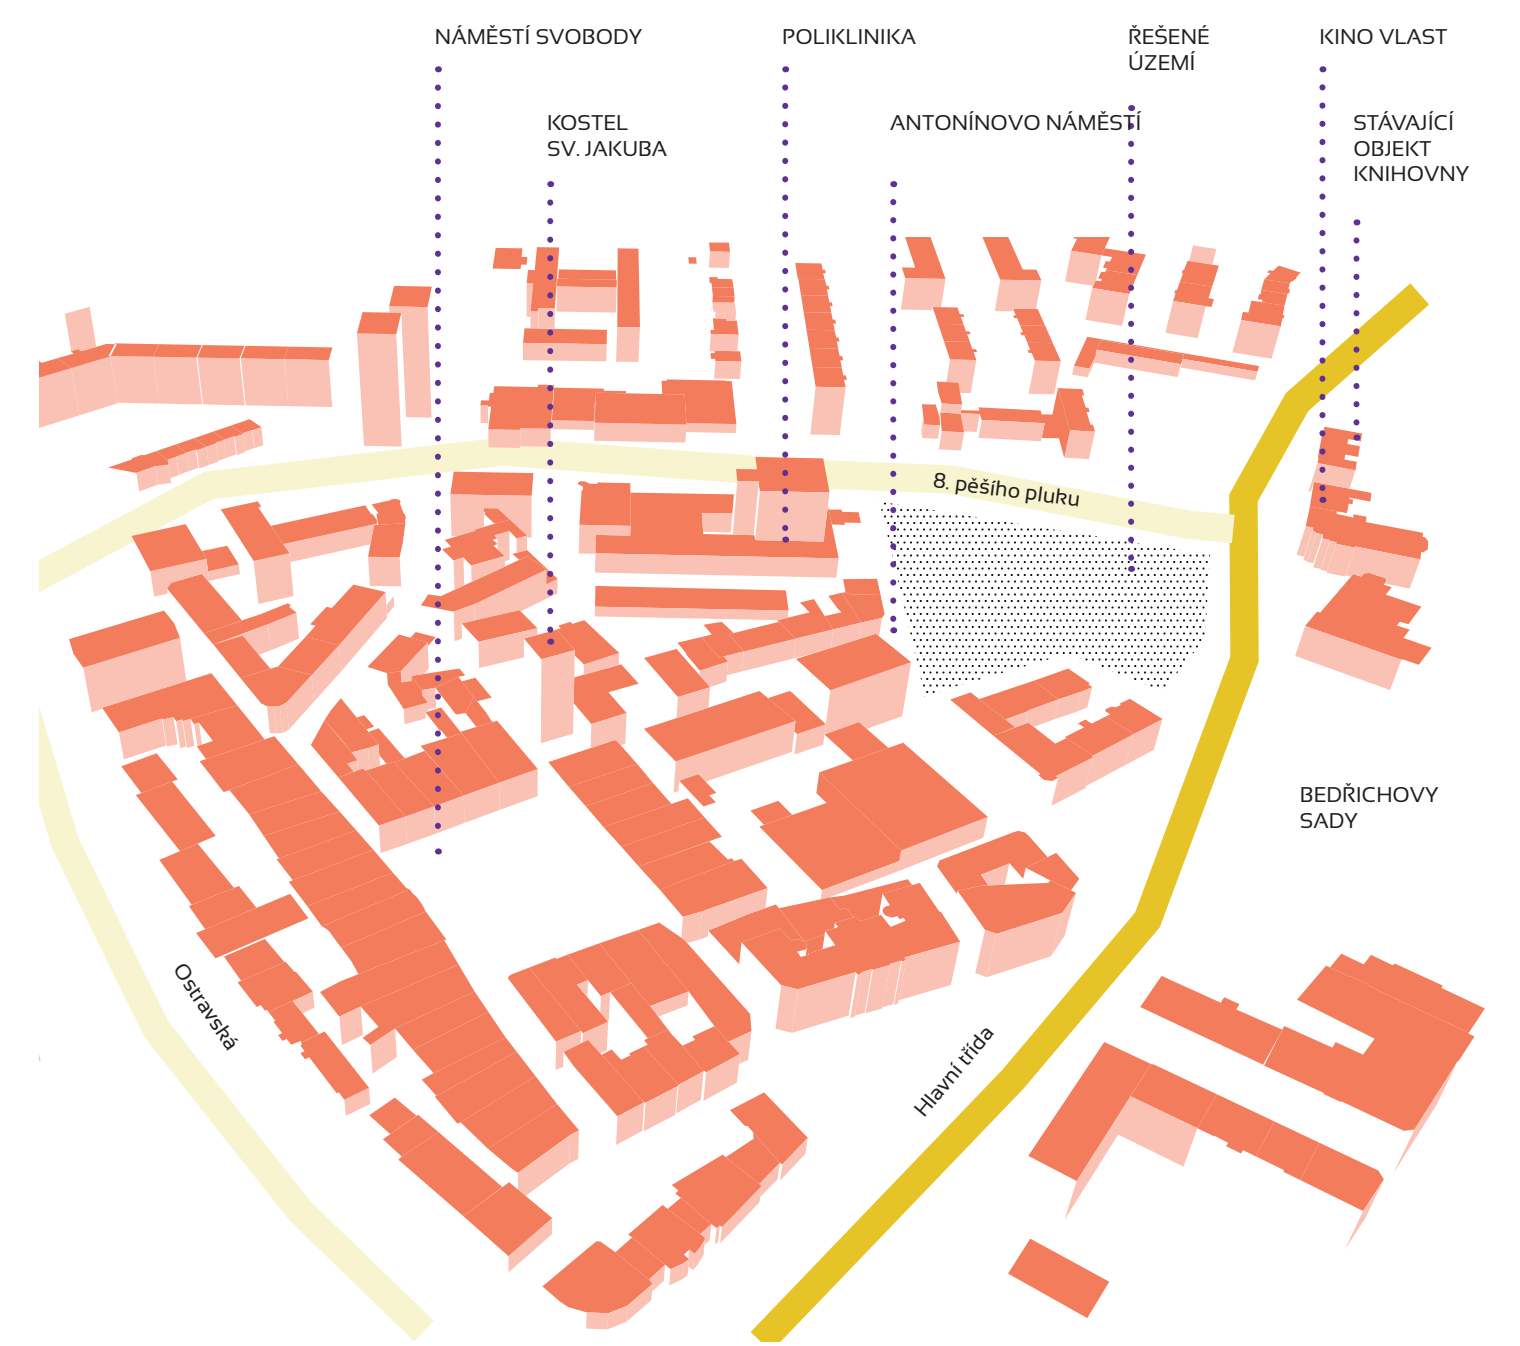 NÁMĚSTÍ SVOBODY
POLIKLINIKA
ŘEŠENÉ
ÚZEMÍ
KINO VLAST
KOSTEL
SV. JAKUBA
ANTONÍNOVO NÁMĚSTÍ
STÁVAJÍCÍ
OBJEKT
KNIHOVNY
8. pěšího pluku
BEDŘICHOVY
SADY
Ostravská
Hlavní třída